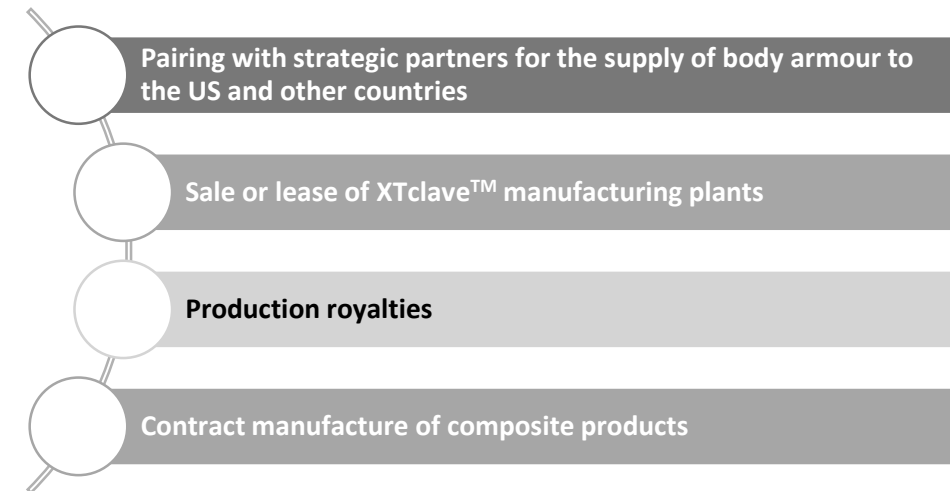 Pairing with strategic partners for the supply of body armour to
the US and other countries
Sale or lease of XTclaveTM manufacturing plants
Production royalties
Contract manufacture of composite products